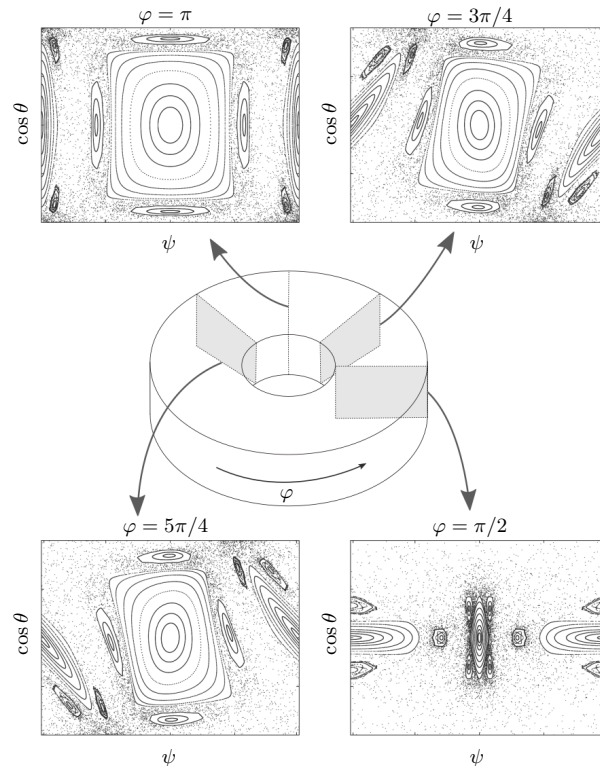 φ = π
φ = 3π/4
cos θ
cos θ
ψ
ψ
φ
φ = 5π/4
φ = π/2
cos θ
cos θ
ψ
ψ